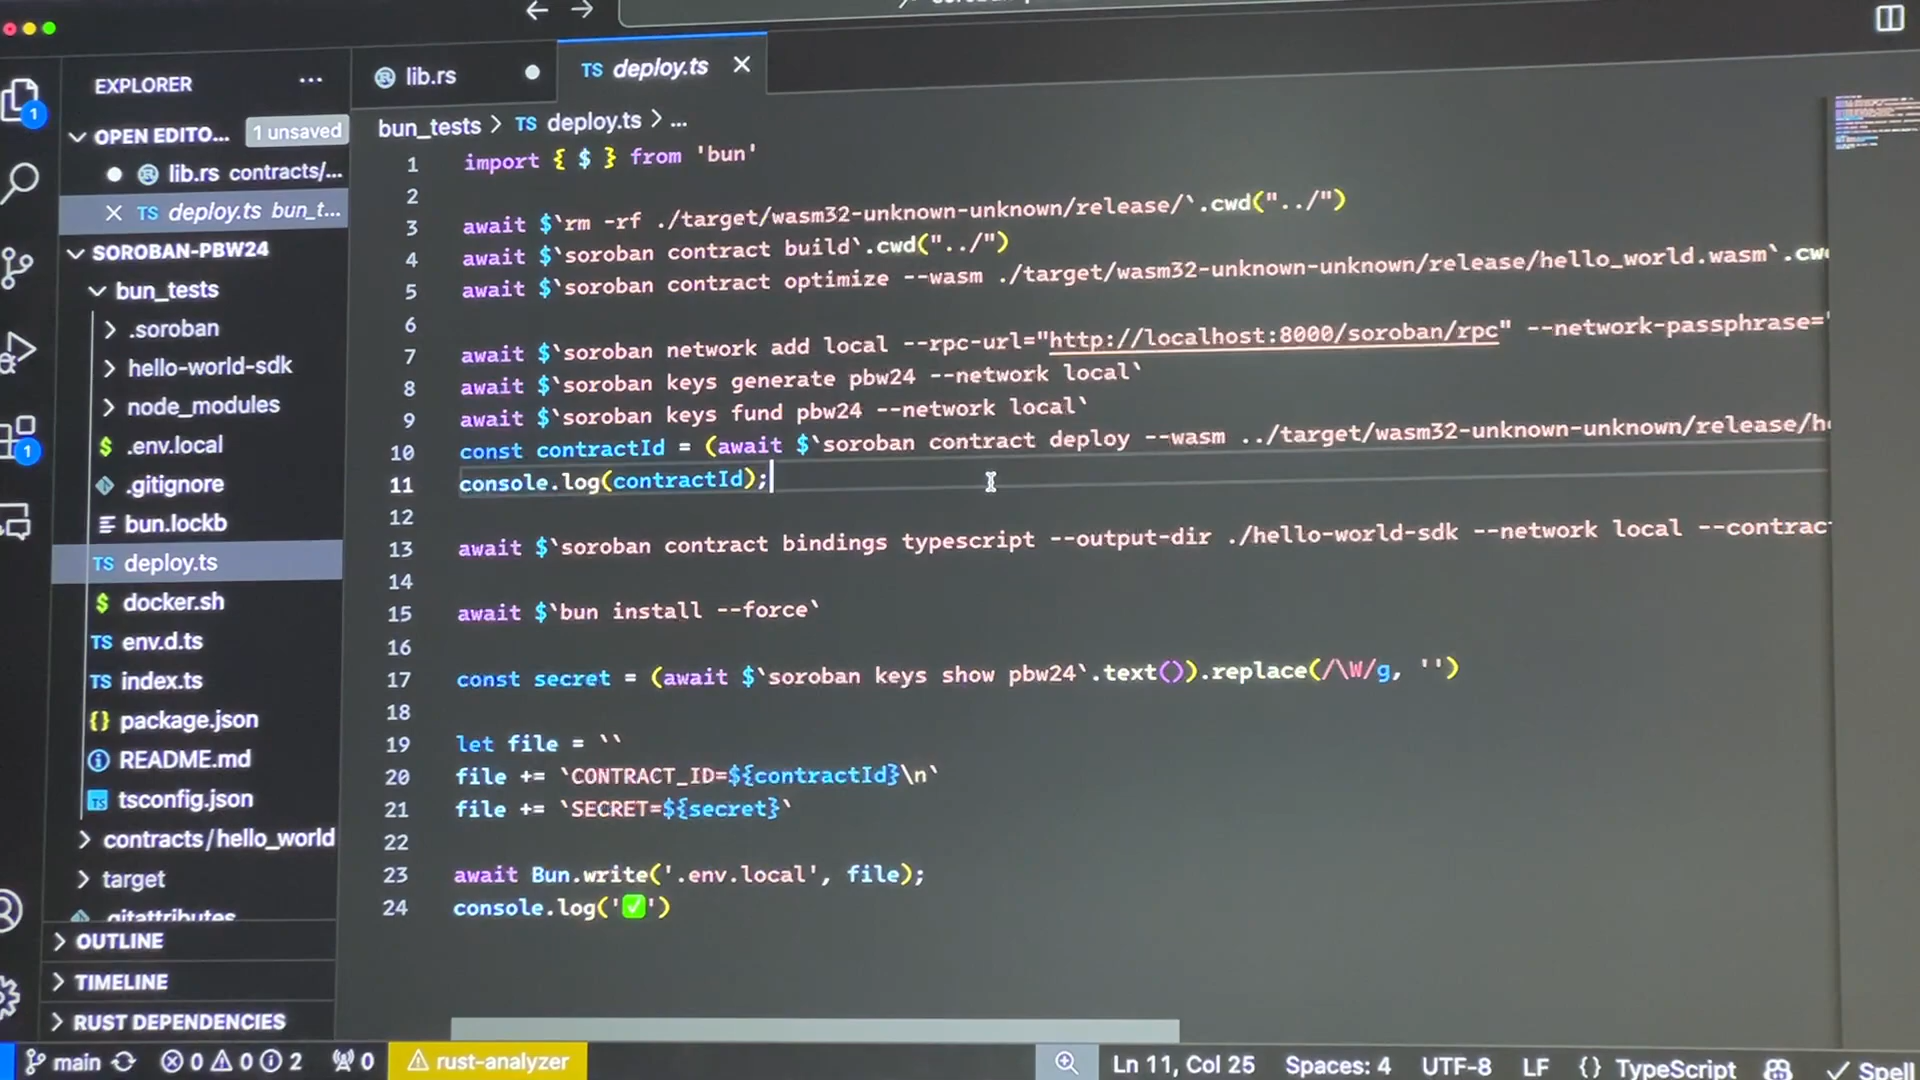 EXPLORER ...
lib.rs
TS deploy.ts
OPEN EDITO... 1 unsaved
lib.rs contracts/...
TS deploy.ts bun_t...
SOROBAN-PBW24
bun_tests
.soroban
hello-world-sdk
node_modules
$ .env.local
.gitignore
bun.lockb
TS deploy.ts
$ docker.sh
TS env.d.ts
TS index.ts
{} package.json
README.md
TS tsconfig.json
contracts/hello_world
target
.gitattributes
OUTLINE
TIMELINE
RUST DEPENDENCIES
1
1
bun_tests > TS deploy.ts > ...
1 import { $ } from 'bun'
2
3 await $`rm -rf ./target/wasm32-unknown-unknown/release/`.cwd("../")
4 await $`soroban contract build`.cwd("../")
5 await $`soroban contract optimize --wasm ./target/wasm32-unknown-unknown/release/hello_world.wasm`.cw
6
7 await $`soroban network add local --rpc-url="http://localhost:8000/soroban/rpc" --network-passphrase=
8 await $`soroban keys generate pbw24 --network local`
9 await $`soroban keys fund pbw24 --network local`
10 const contractId = (await $`soroban contract deploy --wasm ../target/wasm32-unknown-unknown/release/h
11 console.log(contractId);
12
13 await $`soroban contract bindings typescript --output-dir ./hello-world-sdk --network local --contrac
14
15 await $`bun install --force`
16
17 const secret = (await $`soroban keys show pbw24`.text()).replace(/\W/g, '')
18
19 let file = ``
20 file += `CONTRACT_ID=${contractId}\n`
21 file += `SECRET=${secret}`
22
23 await Bun.write('.env.local', file);
24 console.log('✅')
main 0 0 2 0 rust-analyzer Ln 11, Col 25 Spaces: 4 UTF-8 LF {} TypeScript Spell